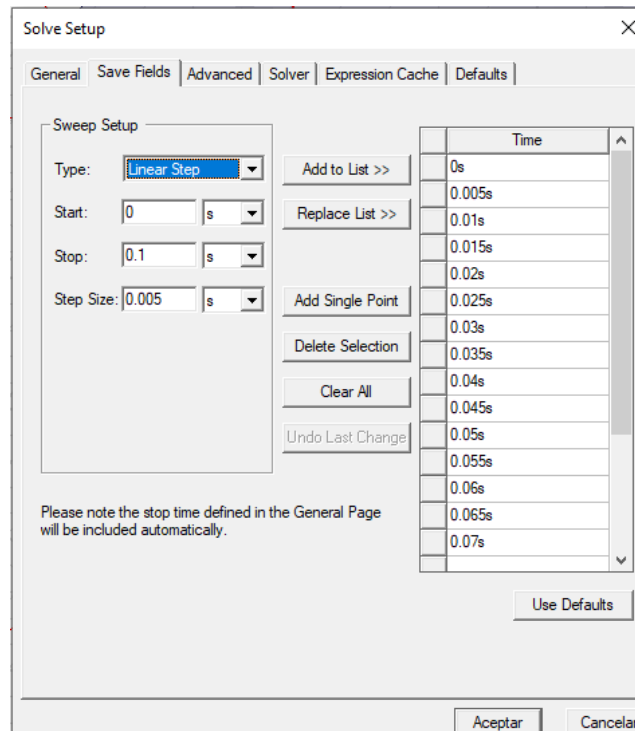 Solve Setup
General Save Fields Advanced Solver Expression Cache Defaults
Sweep Setup
Type: Linear Step
Start: 0 s
Stop: 0.1 s
Step Size: 0.005 s
Add to List >>
Replace List >>
Add Single Point
Delete Selection
Clear All
Undo Last Change
Please note the stop time defined in the General Page
will be included automatically.
Time
0s
0.005s
0.01s
0.015s
0.02s
0.025s
0.03s
0.035s
0.04s
0.045s
0.05s
0.055s
0.06s
0.065s
0.07s
Use Defaults
Aceptar Cancelar